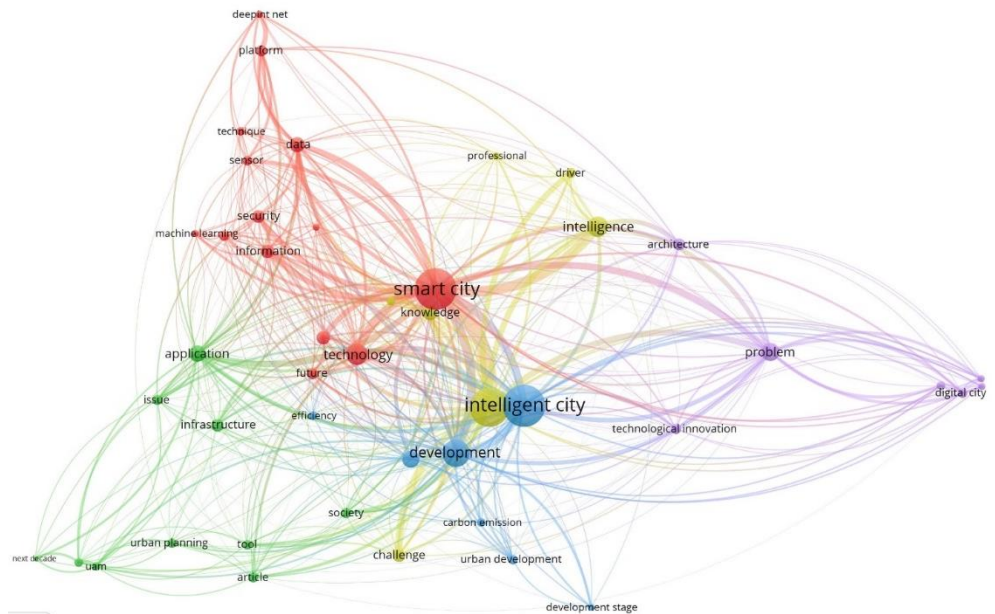 deepint net
platform
technique
data
sensor
professional
driver
security
intelligence
machine learning
information
architecture
smart city
knowledge
application
technology
problem
future
issue
digital city
intelligent city
efficiency
infrastructure
technological innovation
development
society
carbon emission
urban planning
tool
challenge
urban development
next decade
uam
article
development stage